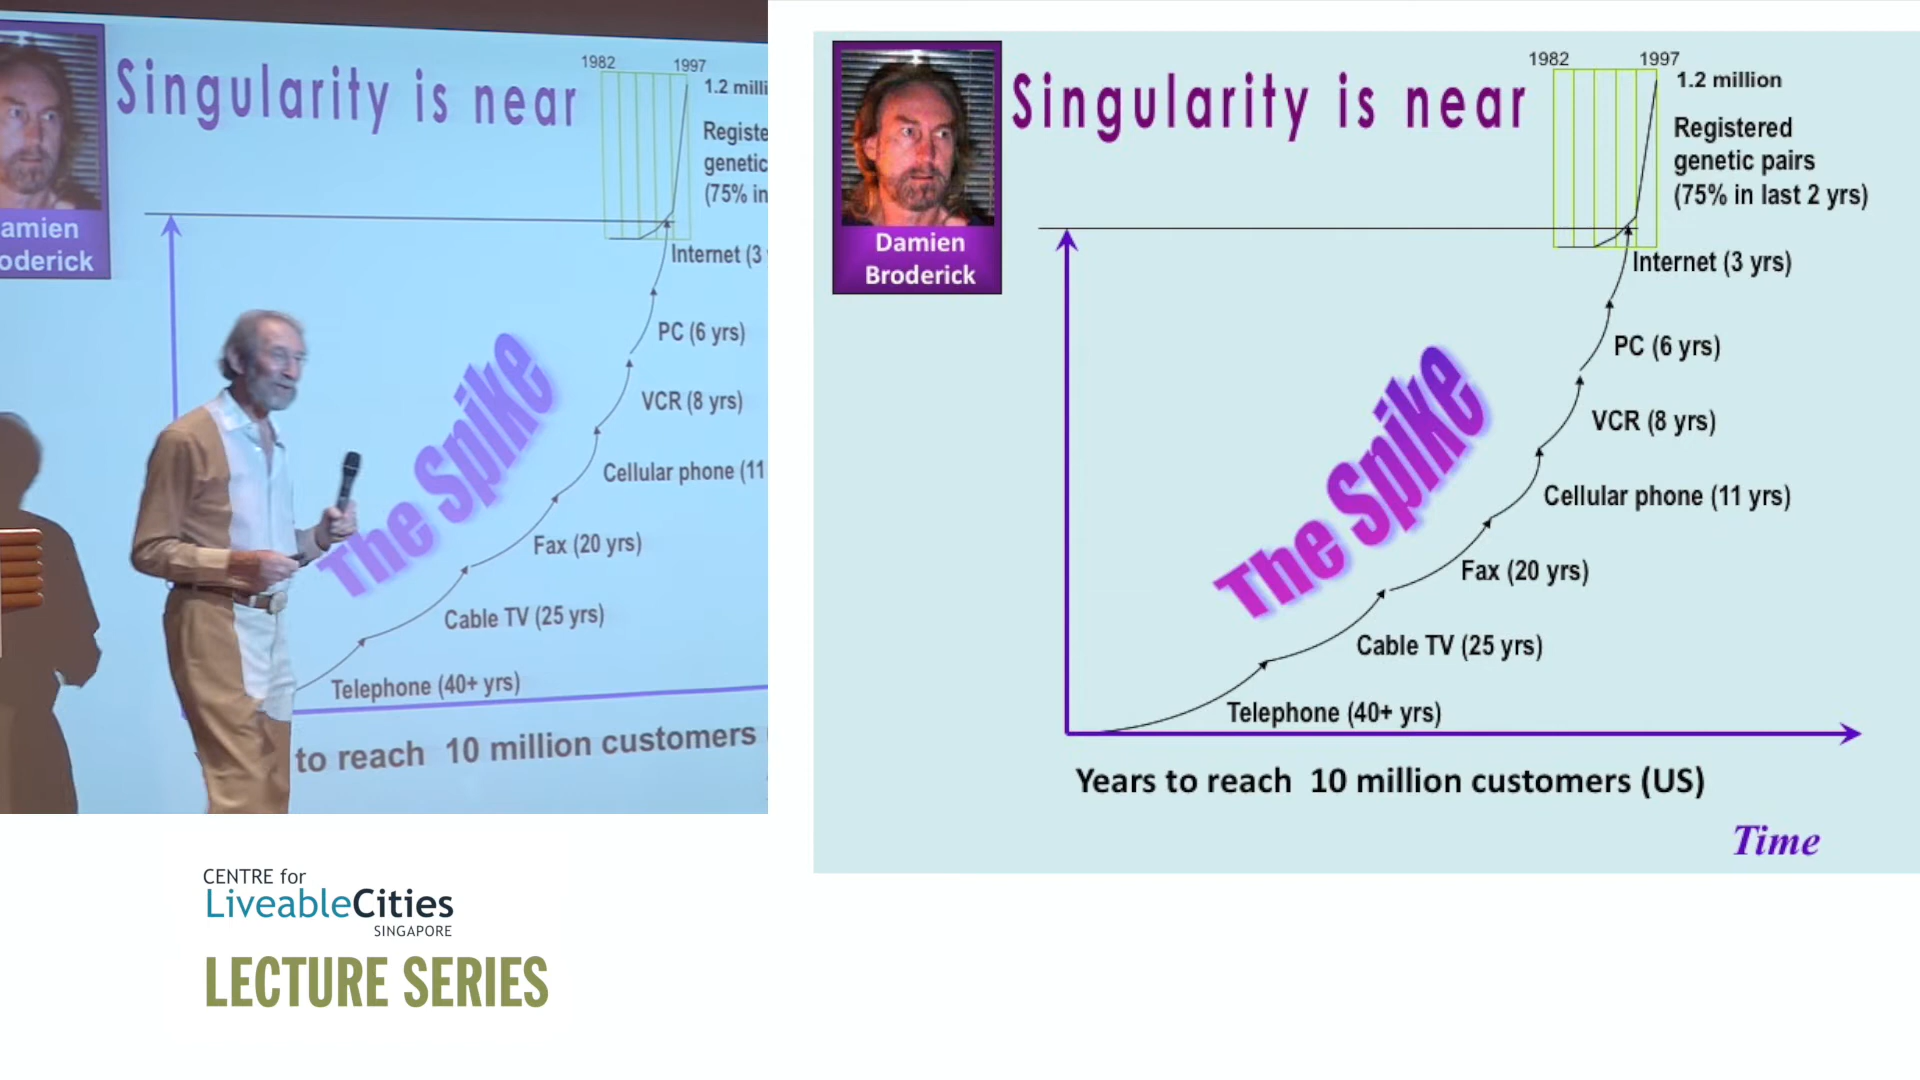 Singularity is near
1982
1997
1.2 milli
Registe
genetic
(75% in
amien
oderick
Internet (3
PC (6 yrs)
VCR (8 yrs)
Cellular phone (11
The Spike
Fax (20 yrs)
Cable TV (25 yrs)
Telephone (40+ yrs)
to reach 10 million customers
CENTRE for
LiveableCities
SINGAPORE
LECTURE SERIES
Singularity is near
1982
1997
1.2 million
Registered
genetic pairs
(75% in last 2 yrs)
Damien
Broderick
Internet (3 yrs)
PC (6 yrs)
VCR (8 yrs)
Cellular phone (11 yrs)
The Spike
Fax (20 yrs)
Cable TV (25 yrs)
Telephone (40+ yrs)
Years to reach 10 million customers (US)
Time